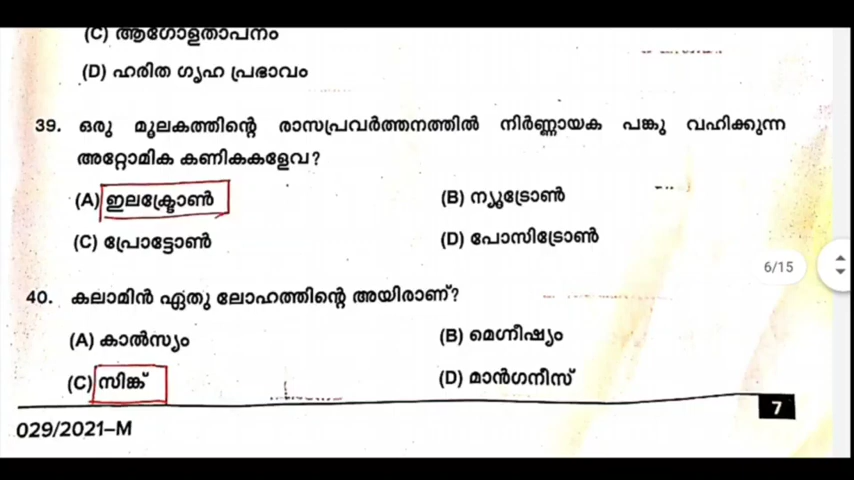 (C) ആഗോളതാപനം
(D) ഹരിത ഗൃഹ പ്രഭാവം
39. ഒരു മൂലകത്തിന്റെ രാസപ്രവർത്തനത്തിൽ നിർണ്ണായക പങ്കു വഹിക്കുന്ന
അറ്റോമിക കണികകളേവ?
(A) ഇലക്ട്രോൺ (B) ന്യൂട്രോൺ
(C) പ്രോട്ടോൺ (D) പോസിട്രോൺ
6/15
40. കലാമിൻ ഏതു ലോഹത്തിന്റെ അയിരാണ്?
(A) കാൽസ്യം (B) മെഗ്നീഷ്യം
(C) സിങ്ക് (D) മാൻഗനീസ്
7
029/2021–M